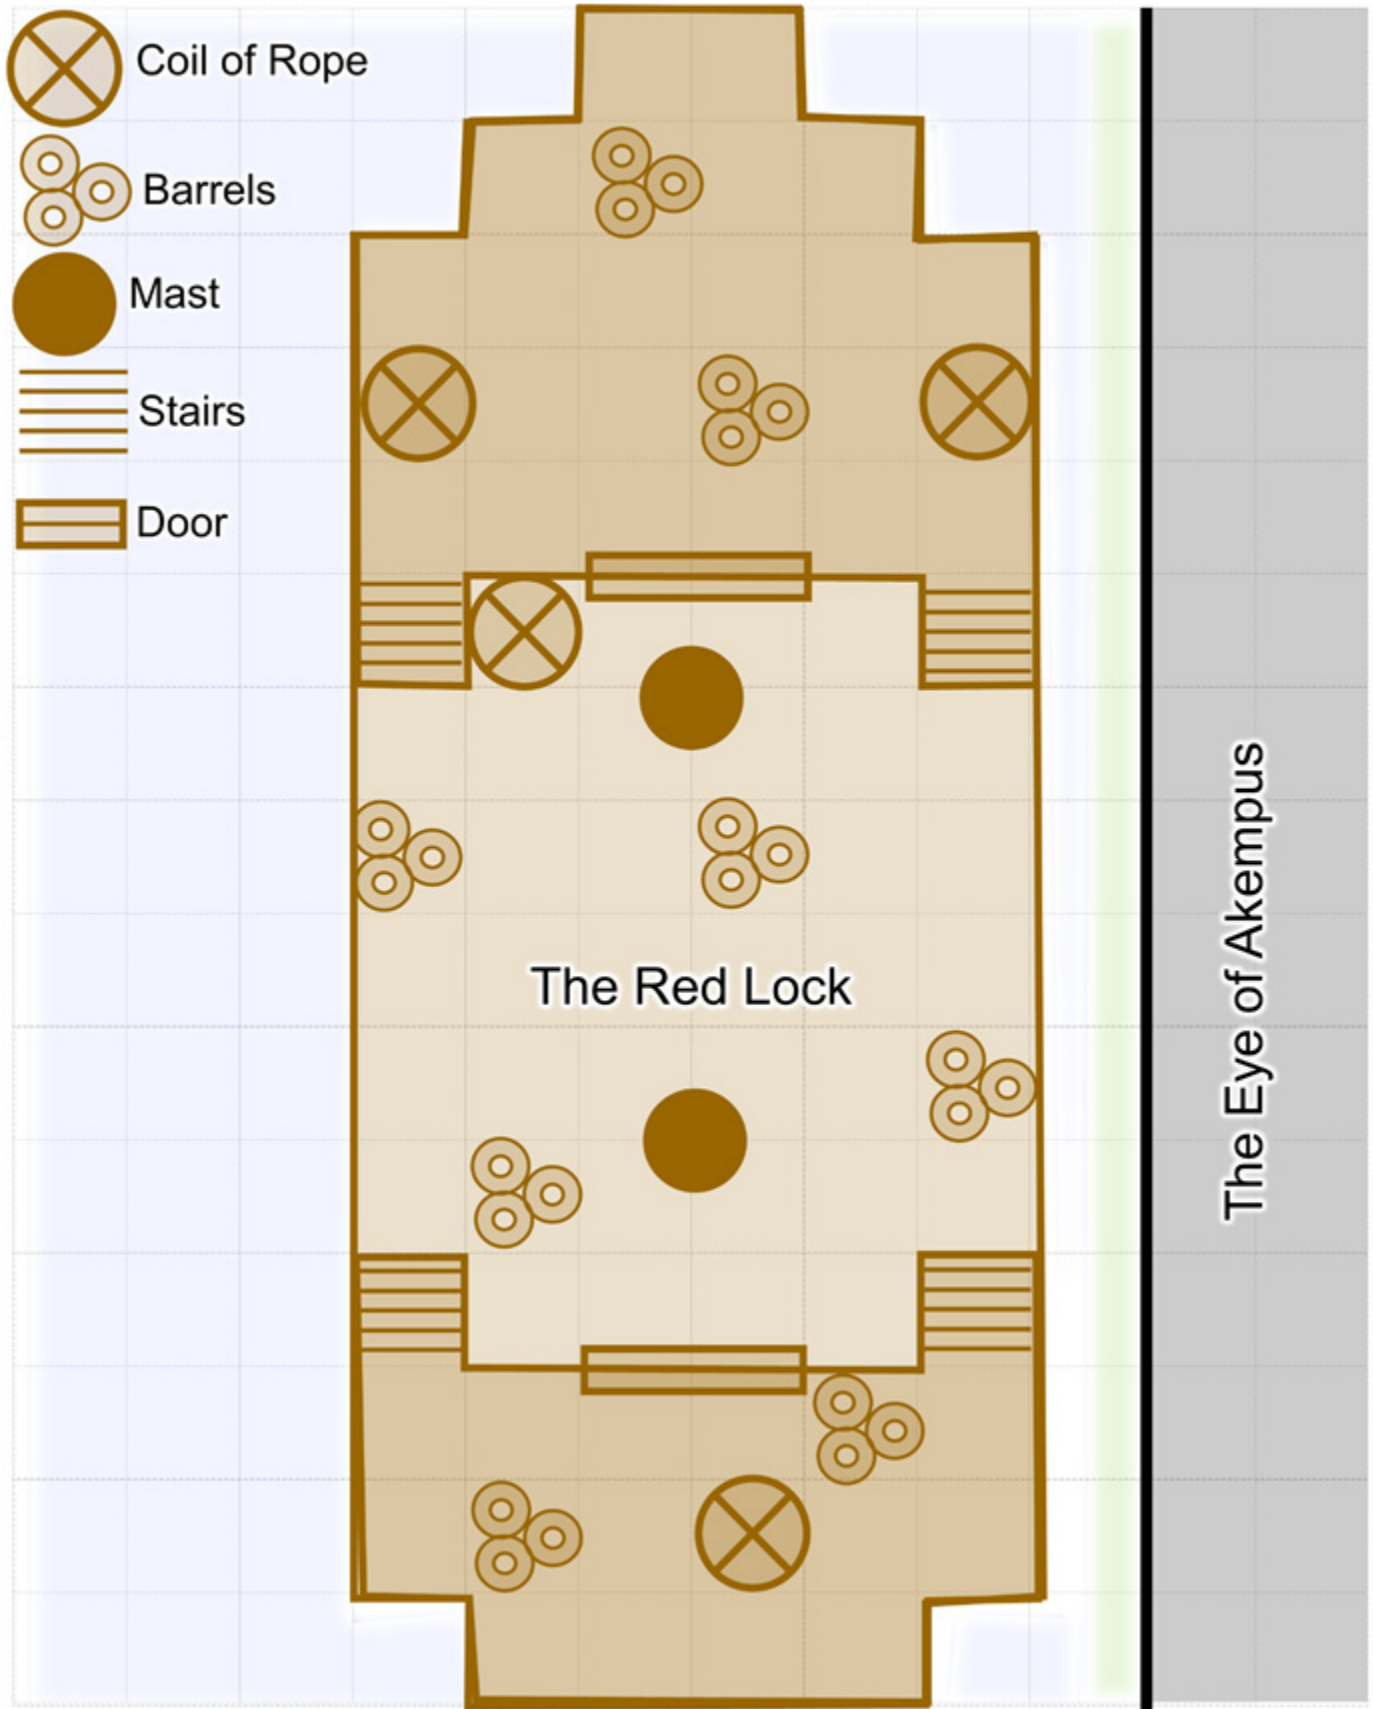 Coil of Rope
Barrels
Mast
Stairs
Door
The Red Lock
The Eye of Akempus